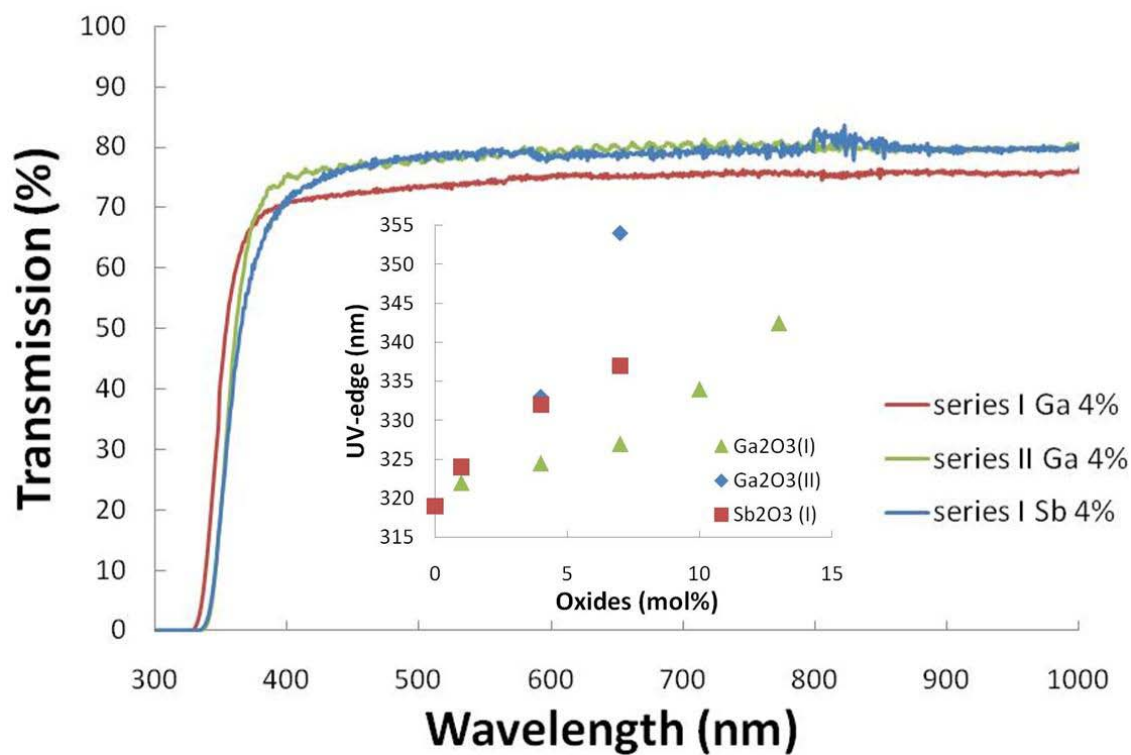 100
90
80
70
60
50
40
30
20
10
0
Transmission (%)
300 400 500 600 700 800 900 1000
Wavelength (nm)
355
350
345
340
335
330
325
320
315
UV-edge (nm)
0 5 10 15
Oxides (mol%)
Ga2O3(I)
Ga2O3(II)
Sb2O3 (I)
series I Ga 4%
series II Ga 4%
series I Sb 4%